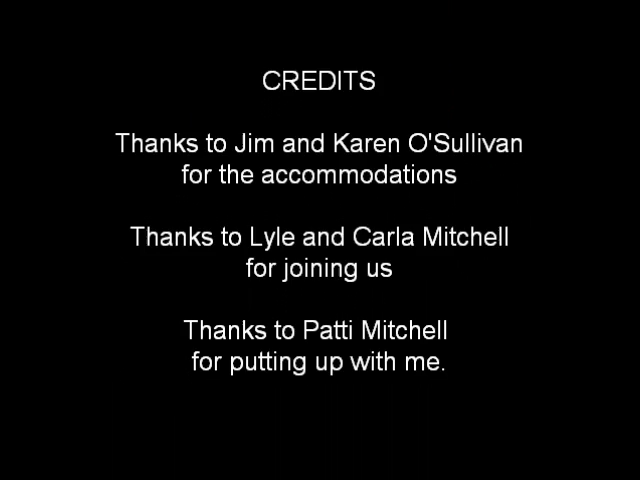 CREDITS
Thanks to Jim and Karen O'Sullivan
for the accommodations
Thanks to Lyle and Carla Mitchell
for joining us
Thanks to Patti Mitchell
for putting up with me.